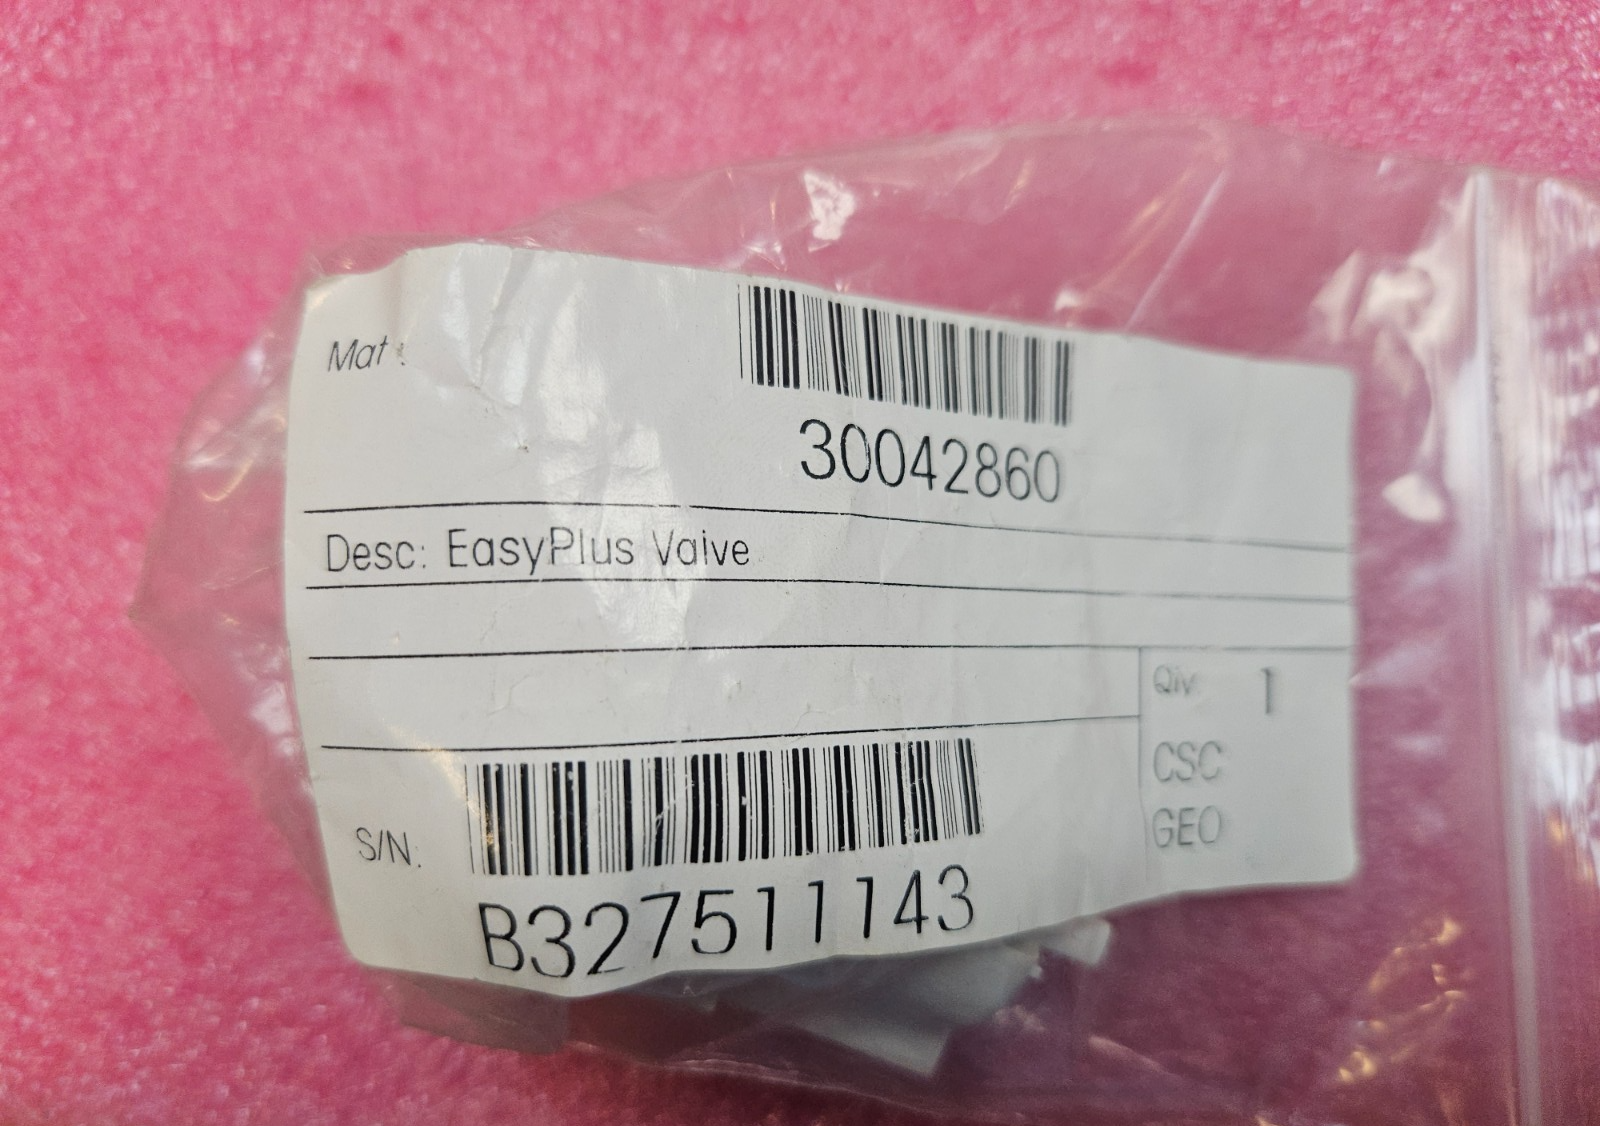 Mat :
30042860
Desc: EasyPlus Valve
Qty 1
CSC
GEO
S/N:
B327511143